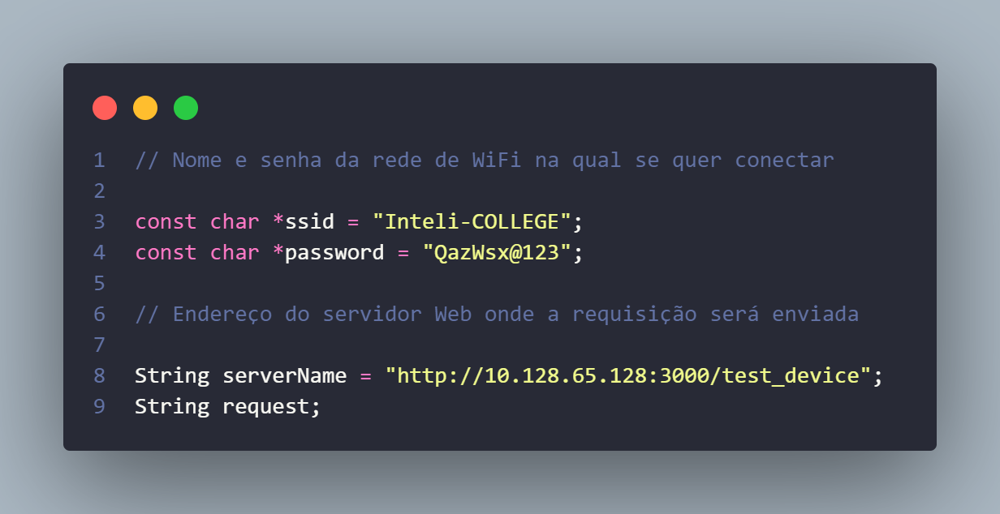 1 // Nome e senha da rede de WiFi na qual se quer conectar
2
3 const char *ssid = "Inteli-COLLEGE";
4 const char *password = "QazWsx@123";
5
6 // Endereço do servidor Web onde a requisição será enviada
7
8 String serverName = "http://10.128.65.128:3000/test_device";
9 String request;